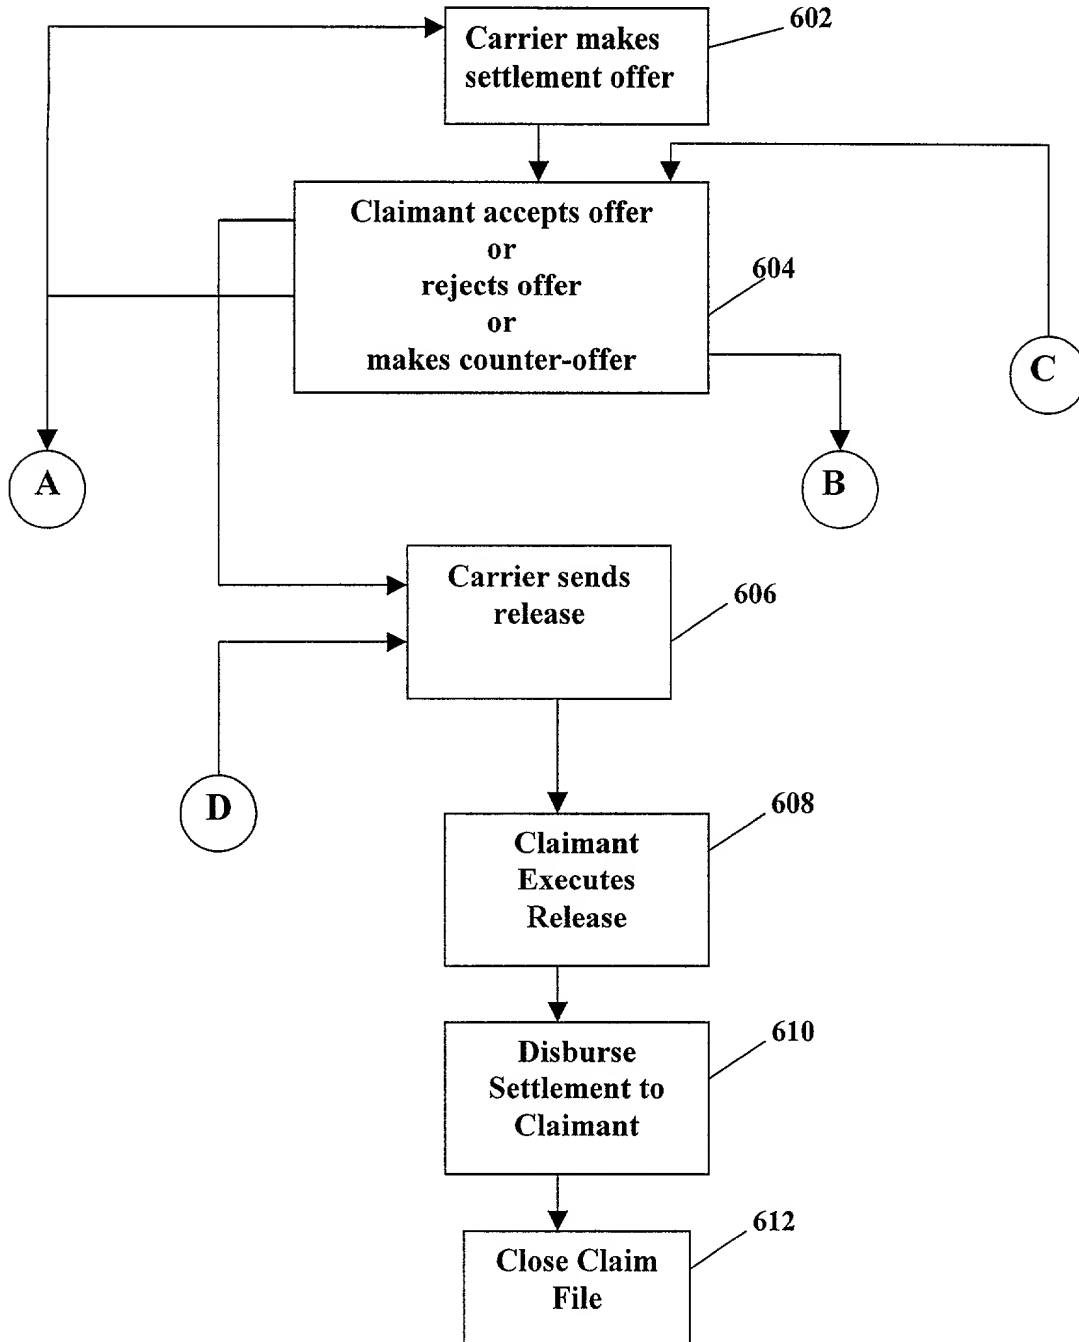 Carrier makes
settlement offer
602
Claimant accepts offer
or
rejects offer
or
makes counter-offer
604
C
A
B
Carrier sends
release
606
D
Claimant
Executes
Release
608
Disburse
Settlement to
Claimant
610
Close Claim
File
612